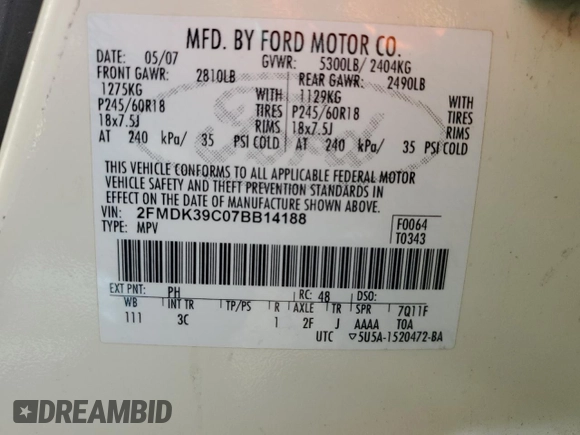 MFD. BY FORD MOTOR CO.
DATE: 05/07 GVWR: 5300LB/ 2404KG
FRONT GAWR: 2810LB REAR GAWR: 2490LB
1275KG WITH 1129KG WITH
P245/60R18 TIRES P245/60R18 TIRES
18x7.5J RIMS 18x7.5J RIMS
AT 240 kPa/ 35 PSI COLD AT 240 kPa/ 35 PSI COLD
THIS VEHICLE CONFORMS TO ALL APPLICABLE FEDERAL MOTOR
VEHICLE SAFETY AND THEFT PREVENTION STANDARDS IN
EFFECT ON THE DATE OF MANUFACTURE SHOWN ABOVE.
VIN: 2FMDK39C07BB14188 F0064
TYPE: MPV T0343
EXT PNT: PH RC: 48 DSO:
WB INT TR TP/PS R AXLE TR SPR 7Q11F
111 3C 1 2F J AAAA T0A
UTC ▽5U5A-1520472-BA
Ford
DREAMBID